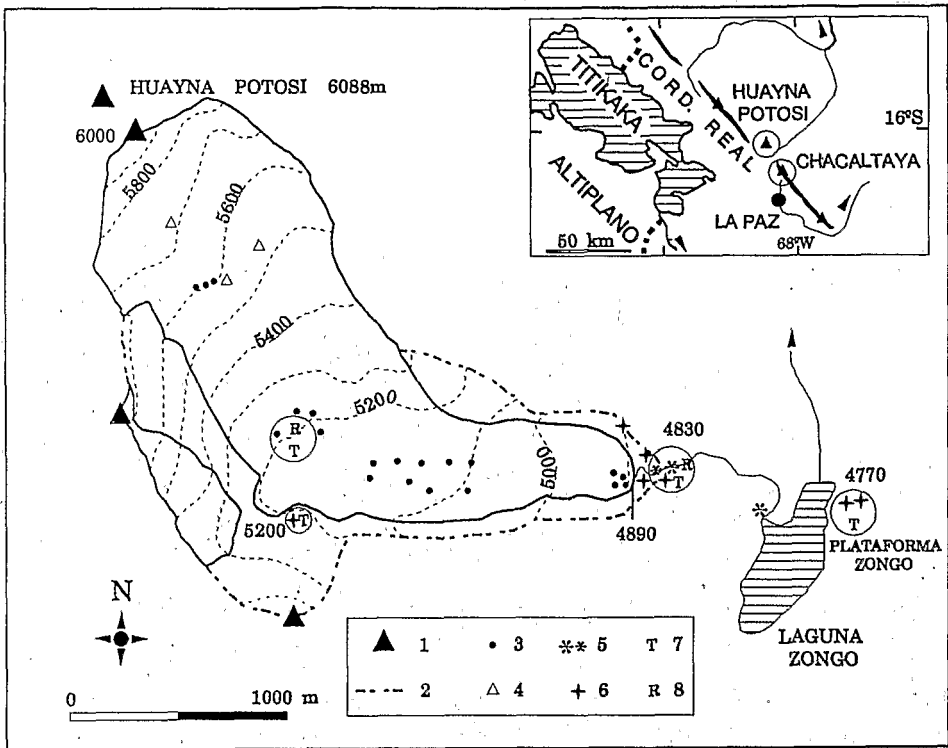 HUAYNA POTOSI 6088m
6000
5800
5600
5400
5200
5000
R
T
5200
T
4890
4830
R
T
4770
T
PLATAFORMA
ZONGO
LAGUNA
ZONGO
N
0 1000 m
1 3 5 T 7
2 4 6 R 8
TITIKAKA
CORD. REAL
ALTIPLANO
HUAYNA
POTOSI
16ºS
CHACALTAYA
LA PAZ
68ºW
50 km